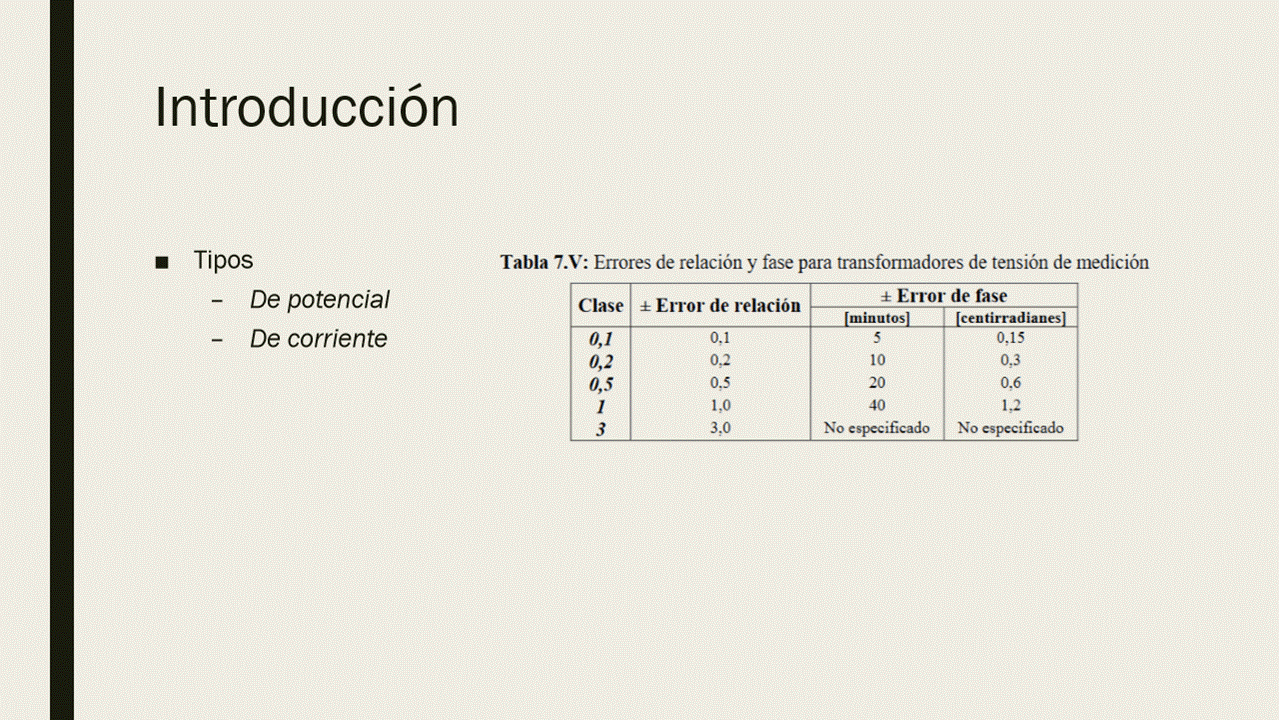 Introducción
■ Tipos
– De potencial
– De corriente
Tabla 7.V: Errores de relación y fase para transformadores de tensión de medición
Clase ± Error de relación ± Error de fase
[minutos] [centirradianes]
0,1 0,1 5 0,15
0,2 0,2 10 0,3
0,5 0,5 20 0,6
1 1,0 40 1,2
3 3,0 No especificado No especificado